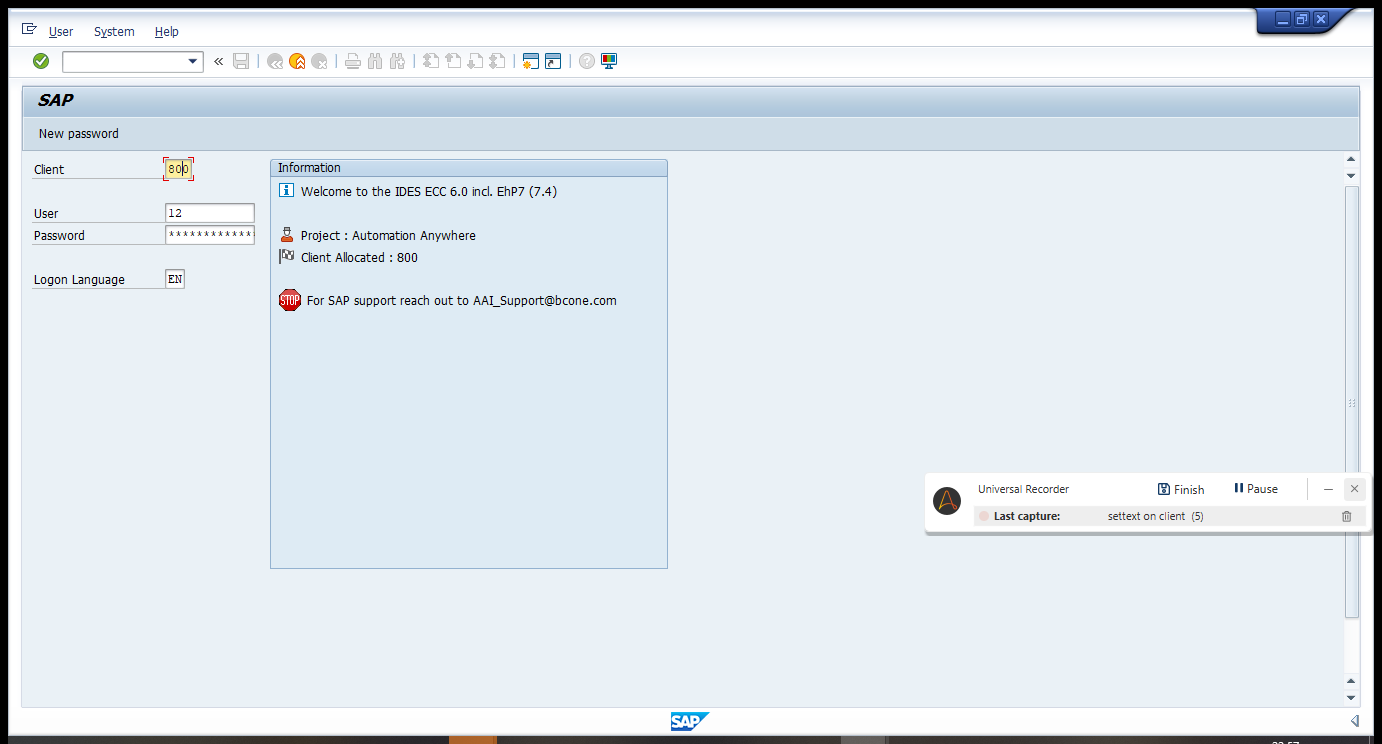 User System Help
SAP
New password
Client 800
Information
Welcome to the IDES ECC 6.0 incl. EhP7 (7.4)
User 12
Password *************
Project : Automation Anywhere
Client Allocated : 800
Logon Language EN
STOP For SAP support reach out to AAI_Support@bcone.com
Universal Recorder Finish Pause
Last capture: settext on client (5)
SAP